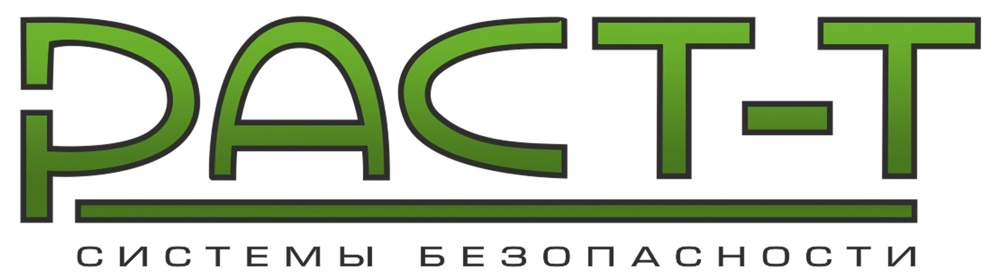 РАСТ-Т
СИСТЕМЫ БЕЗОПАСНОСТИ